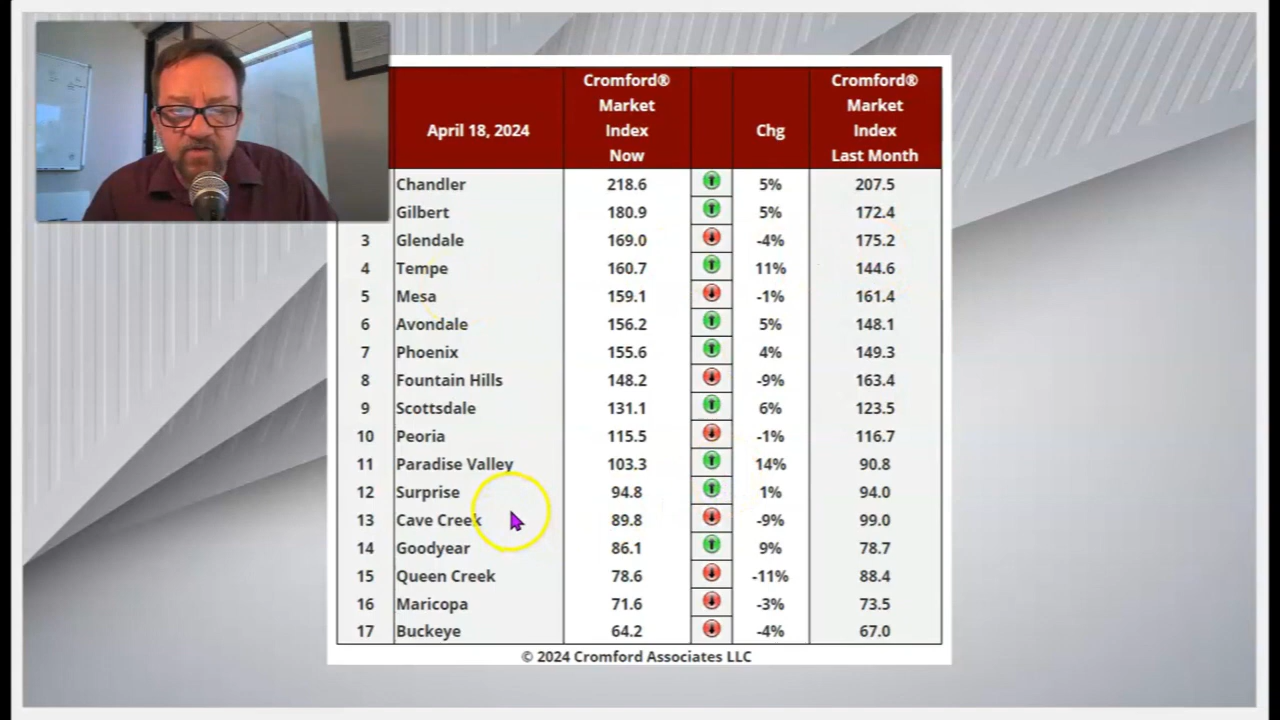 April 18, 2024 Cromford® Market Index Now Chg Cromford® Market Index Last Month
Chandler 218.6 5% 207.5
Gilbert 180.9 5% 172.4
3 Glendale 169.0 -4% 175.2
4 Tempe 160.7 11% 144.6
5 Mesa 159.1 -1% 161.4
6 Avondale 156.2 5% 148.1
7 Phoenix 155.6 4% 149.3
8 Fountain Hills 148.2 -9% 163.4
9 Scottsdale 131.1 6% 123.5
10 Peoria 115.5 -1% 116.7
11 Paradise Valley 103.3 14% 90.8
12 Surprise 94.8 1% 94.0
13 Cave Creek 89.8 -9% 99.0
14 Goodyear 86.1 9% 78.7
15 Queen Creek 78.6 -11% 88.4
16 Maricopa 71.6 -3% 73.5
17 Buckeye 64.2 -4% 67.0
© 2024 Cromford Associates LLC